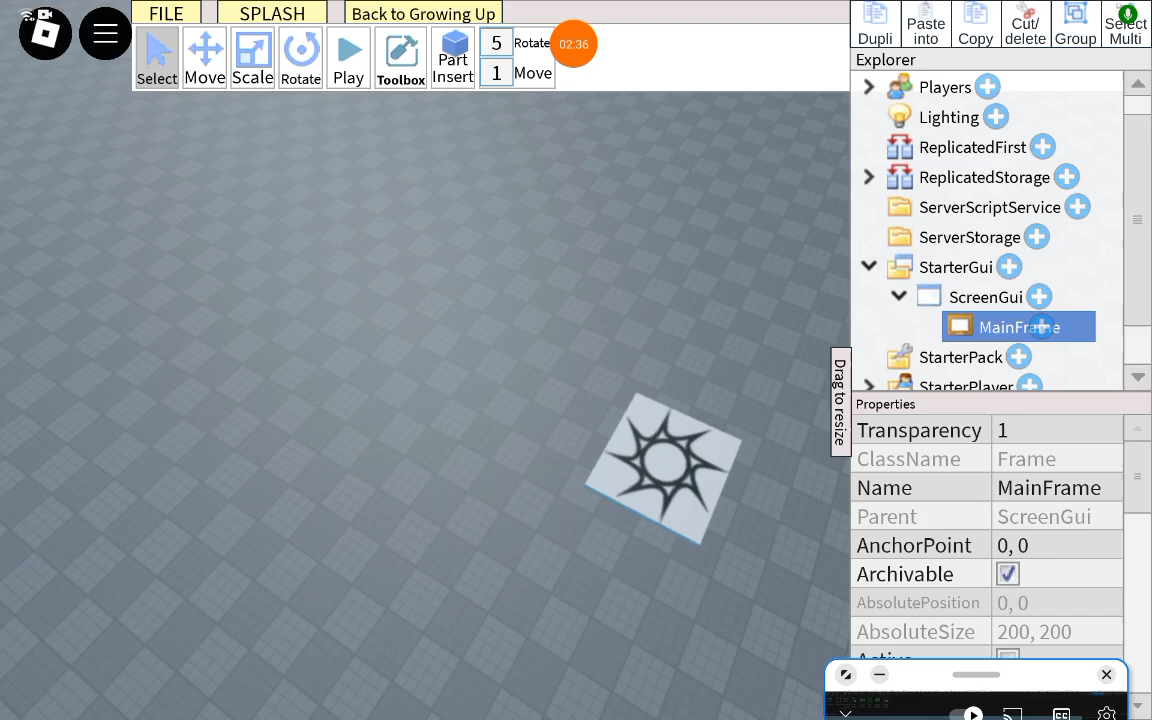 FILE
SPLASH
Back to Growing Up
Select
Move
Scale
Rotate
Play
Toolbox
Part
Insert
5
Rotate
1
Move
02:36
Dupli
Paste
into
Copy
Cut/
delete
Group
Select
Multi
Explorer
Players
Lighting
ReplicatedFirst
ReplicatedStorage
ServerScriptService
ServerStorage
StarterGui
ScreenGui
MainFrame
StarterPack
StarterPlayer
Drag to resize
Properties
Transparency 1
ClassName Frame
Name MainFrame
Parent ScreenGui
AnchorPoint 0, 0
Archivable
AbsolutePosition 0, 0
AbsoluteSize 200, 200
Active